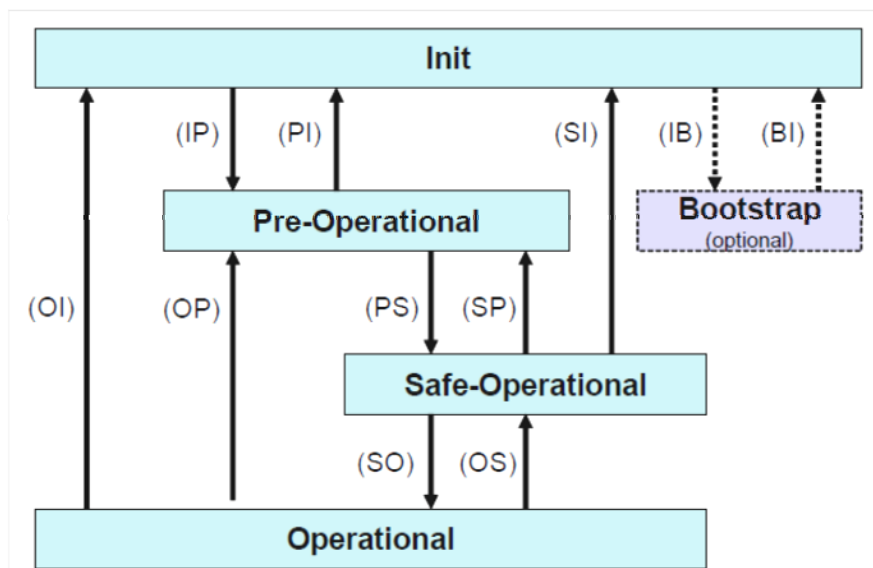 Init
(IP)
(PI)
(SI)
(IB)
(BI)
Pre-Operational
Bootstrap
(optional)
(OI)
(OP)
(PS)
(SP)
Safe-Operational
(SO)
(OS)
Operational